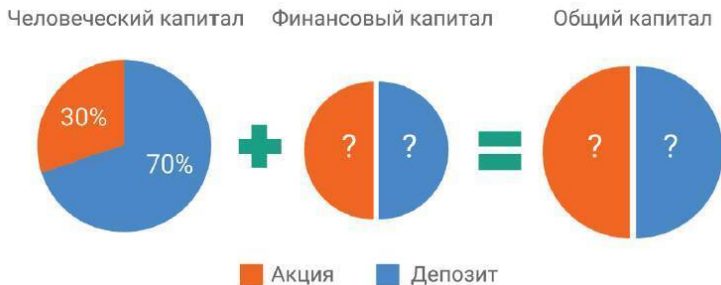 Человеческий капитал
Финансовый капитал
Общий капитал
30%
70%
?
?
?
?
Акция
Депозит